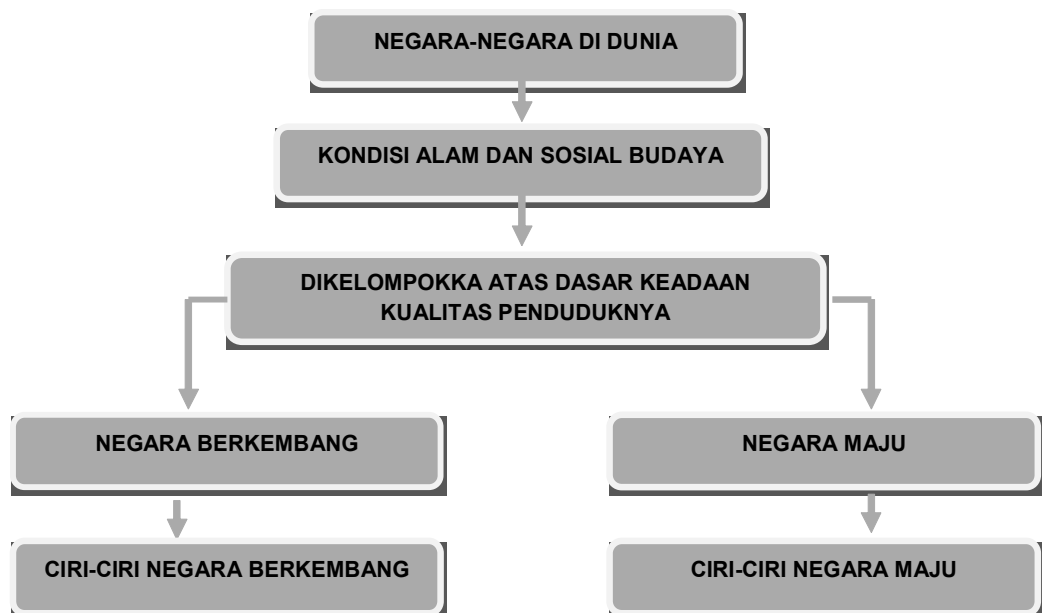 NEGARA-NEGARA DI DUNIA
KONDISI ALAM DAN SOSIAL BUDAYA
DIKELOMPOKKA ATAS DASAR KEADAAN
KUALITAS PENDUDUKNYA
NEGARA BERKEMBANG
NEGARA MAJU
CIRI-CIRI NEGARA BERKEMBANG
CIRI-CIRI NEGARA MAJU